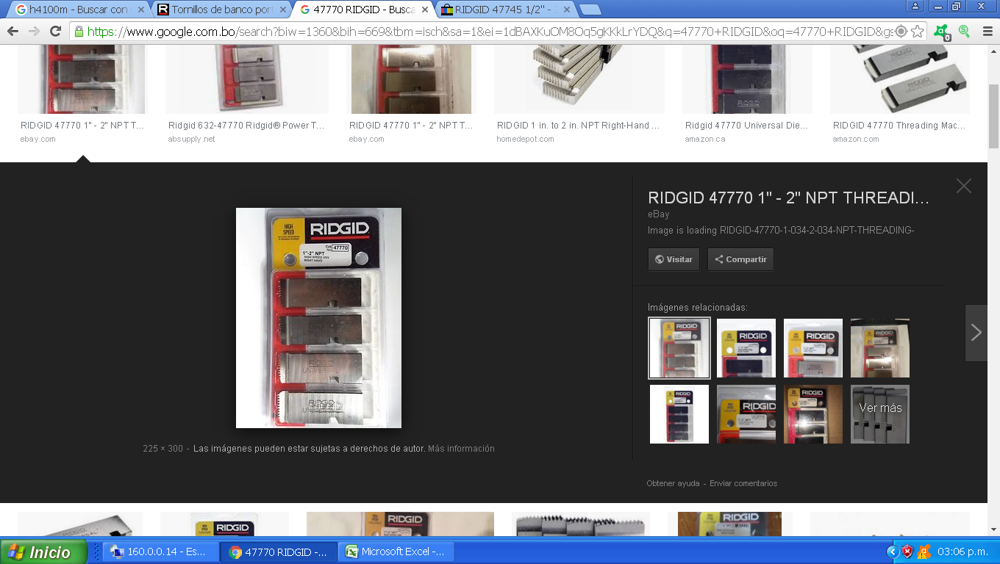 h4100m - Buscar con
Tornillos de banco port
47770 RIDGID - Busca
RIDGID 47745 1/2" -
https://www.google.com.bo/search?biw=1360&bih=669&tbm=isch&sa=1&ei=1dBAXKuOM8Oq5gKKkLrYDQ&q=47770+RIDGID&oq=47770+RIDGID&gs
0
RIDGID 47770 1" - 2" NPT T...
ebay.com
Ridgid 632-47770 Ridgid® Power T...
absupply.net
RIDGID 47770 1" - 2" NPT T...
ebay.com
RIDGID 1 in. to 2 in. NPT Right-Hand ...
homedepot.com
Ridgid 47770 Universal Die...
amazon.ca
RIDGID 47770 Threading Mac...
amazon.com
RIDGID 47770 1" - 2" NPT THREADI...
eBay
Image is loading RIDGID-47770-1-034-2-034-NPT-THREADING-
Visitar
Compartir
HIGH
SPEED
RIDGID
Cat.
No.
47770
1"-2" NPT
HIGH SPEED UNV
RIGHT HAND
RIDGID
UNIVERSAL
RIDGID
225 × 300 - Las imágenes pueden estar sujetas a derechos de autor. Más información
Imágenes relacionadas:
RIDGID
RIDGID
RIDGID
RIDGID
RIDGID
RIDGID
RIDGID
Ver más
Obtener ayuda - Enviar comentarios
RIDGID
RIDGID
RIDGID
Inicio
160.0.0.14 - Es...
47770 RIDGID -...
Microsoft Excel -...
03:06 p.m.